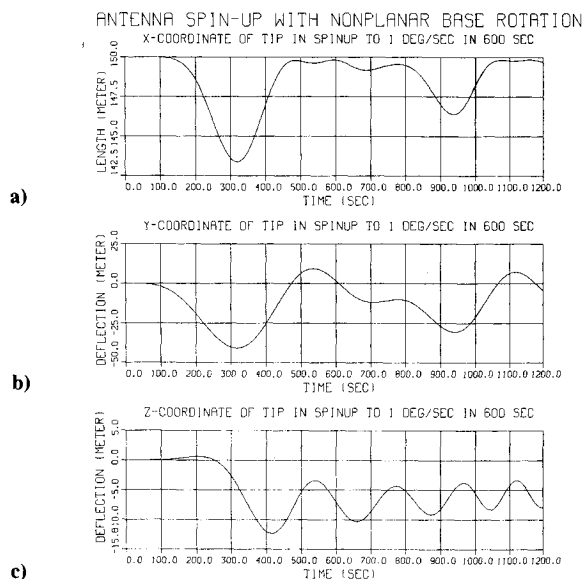 ANTENNA SPIN-UP WITH NONPLANAR BASE ROTATION
X-COORDINATE OF TIP IN SPINUP TO 1 DEG/SEC IN 600 SEC
LENGTH (METER)
150.0
147.5
145.0
142.5
0.0 100.0 200.0 300.0 400.0 500.0 600.0 700.0 800.0 900.0 1000.0 1100.0 1200.0
TIME (SEC)
a)
Y-COORDINATE OF TIP IN SPINUP TO 1 DEG/SEC IN 600 SEC
DEFLECTION (METER)
25.0
0.0
-25.0
-50.0
0.0 100.0 200.0 300.0 400.0 500.0 600.0 700.0 800.0 900.0 1000.0 1100.0 1200.0
TIME (SEC)
b)
Z-COORDINATE OF TIP IN SPINUP TO 1 DEG/SEC IN 600 SEC
DEFLECTION (METER)
5.0
0.0
-5.0
0.0 100.0 200.0 300.0 400.0 500.0 600.0 700.0 800.0 900.0 1000.0 1100.0 1200.0
TIME (SEC)
c)